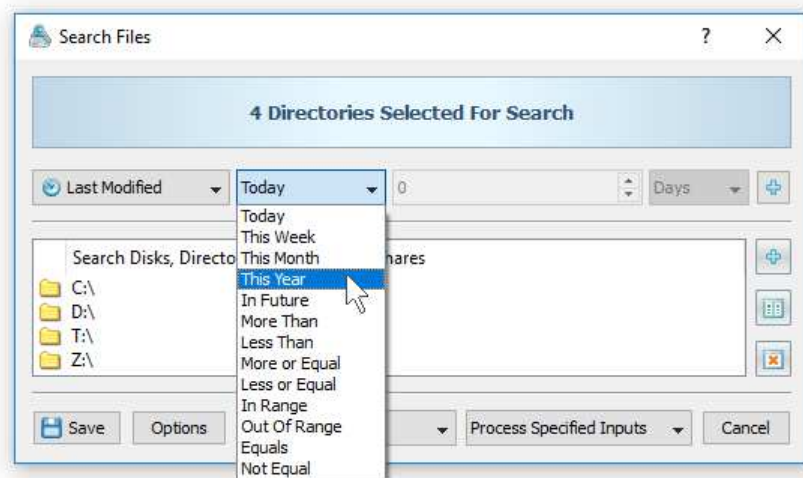 Search Files
?
4 Directories Selected For Search
Last Modified
Today
0
Days
Today
This Week
This Month
This Year
In Future
More Than
Less Than
More or Equal
Less or Equal
In Range
Out Of Range
Equals
Not Equal
Search Disks,
C:\
D:\
T:\
Z:\
Save
Options
Process Specified Inputs
Cancel